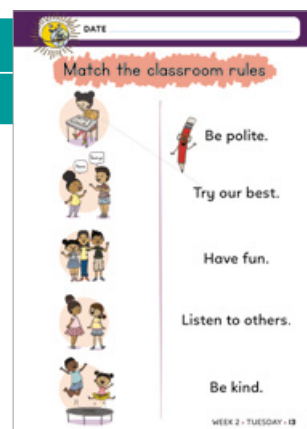 DATE
Match the classroom rules
Be polite.
Try our best.
Have fun.
Listen to others.
Be kind.
WEEK 2 • TUESDAY • 13